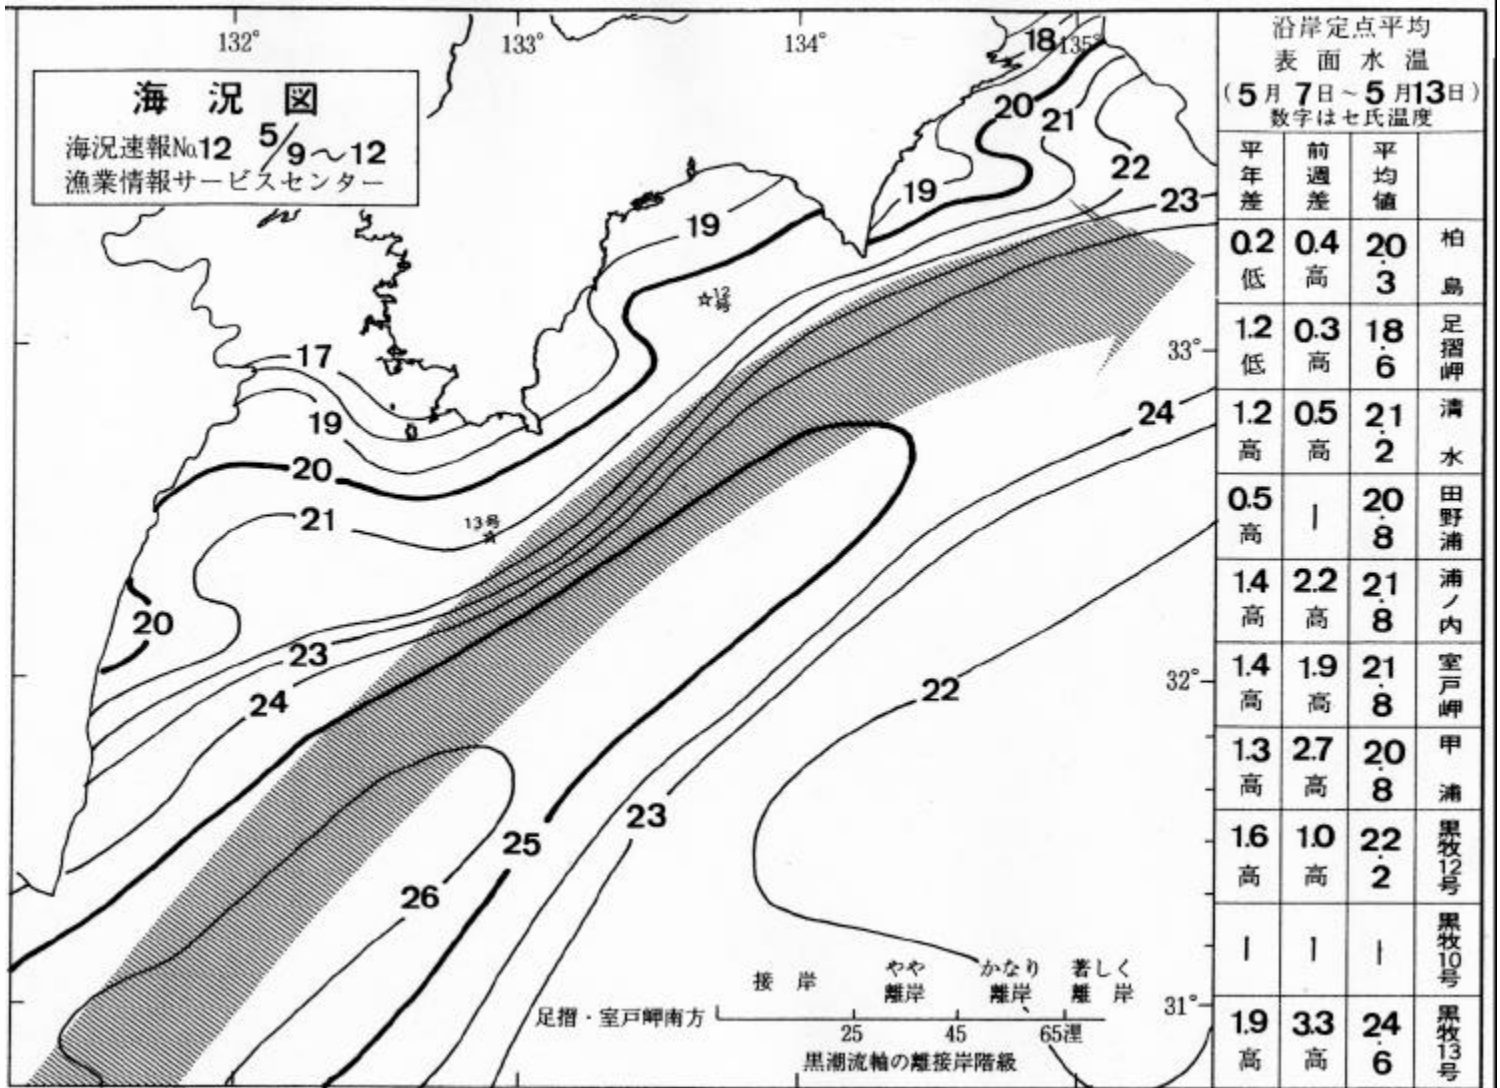 132°
133°
134°
135°
海況図
海況速報No.12 5/9～12
漁業情報サービスセンター
18
20
21
22
23
19
19
12号
17
19
20
21
13号
20
23
24
33°
24
32°
22
25
23
26
31°
接岸
やや離岸
かなり離岸
著しく離岸
足摺・室戸岬南方
25 45 65浬
黒潮流軸の離接岸階級
沿岸定点平均
表面水温
(5月7日～5月13日)
数字はセ氏温度
平年差 前週差 平均値
0.2低 0.4高 20.3 柏島
1.2低 0.3高 18.6 足摺岬
1.2高 0.5高 21.2 清水
0.5高 — 20.8 田野浦
1.4高 2.2高 21.8 浦ノ内
1.4高 1.9高 21.8 室戸岬
1.3高 2.7高 20.8 甲浦
1.6高 1.0高 22.2 黒牧12号
— — — 黒牧10号
1.9高 3.3高 24.6 黒牧13号